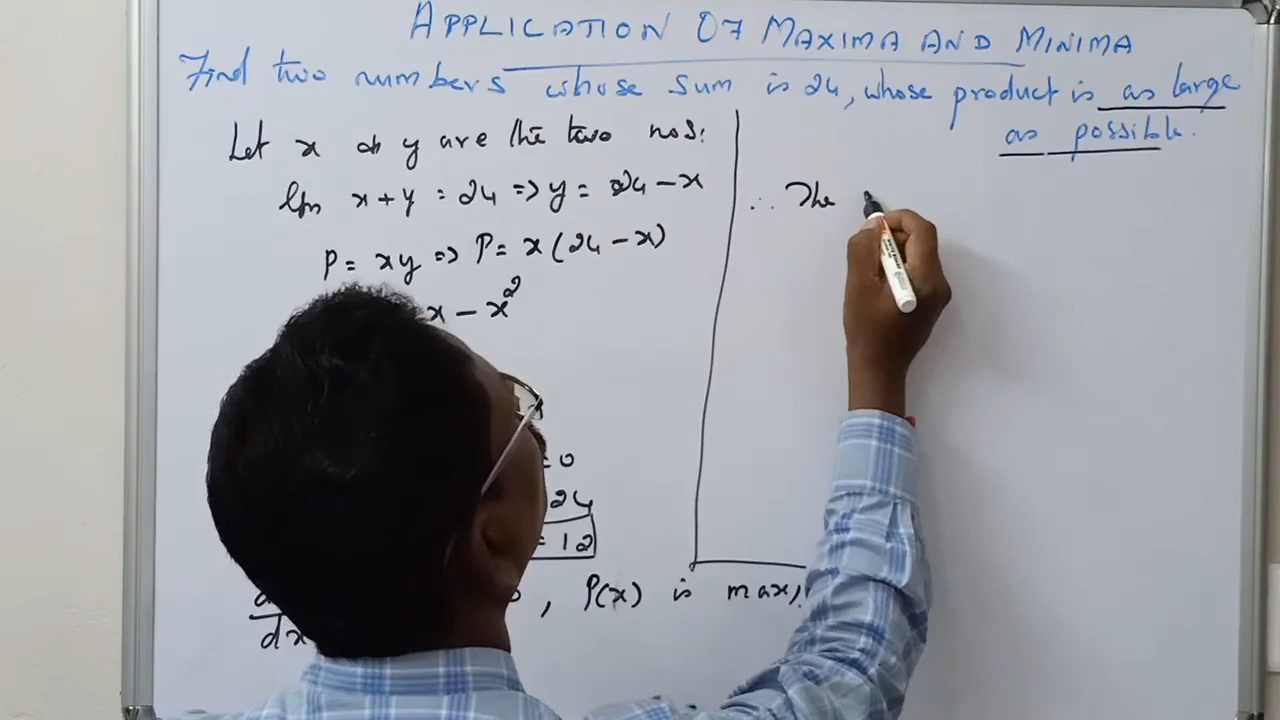 APPLICATION OF MAXIMA AND MINIMA
Find two numbers whose sum is 24, whose product is as large
as possible.
Let x & y are the two nos:
x + y = 24 => y = 24 - x
P = xy => P = x(24 - x)
x - x²
= 0
24
= 12
dx , P(x) is max,
∴ The